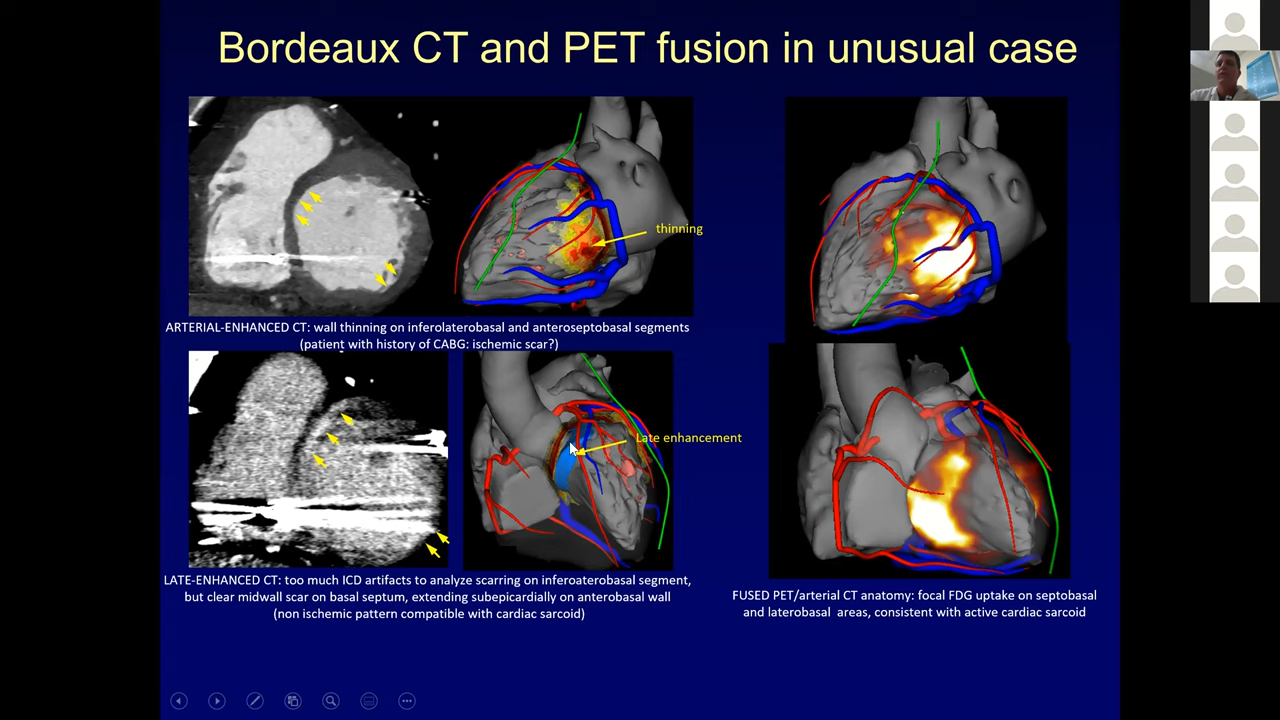 Bordeaux CT and PET fusion in unusual case
thinning
ARTERIAL-ENHANCED CT: wall thinning on inferolaterobasal and anteroseptobasal segments
(patient with history of CABG: ischemic scar?)
Late enhancement
LATE-ENHANCED CT: too much ICD artifacts to analyze scarring on inferoaterobasal segment,
but clear midwall scar on basal septum, extending subepicardially on anterobasal wall
(non ischemic pattern compatible with cardiac sarcoid)
FUSED PET/arterial CT anatomy: focal FDG uptake on septobasal
and laterobasal areas, consistent with active cardiac sarcoid